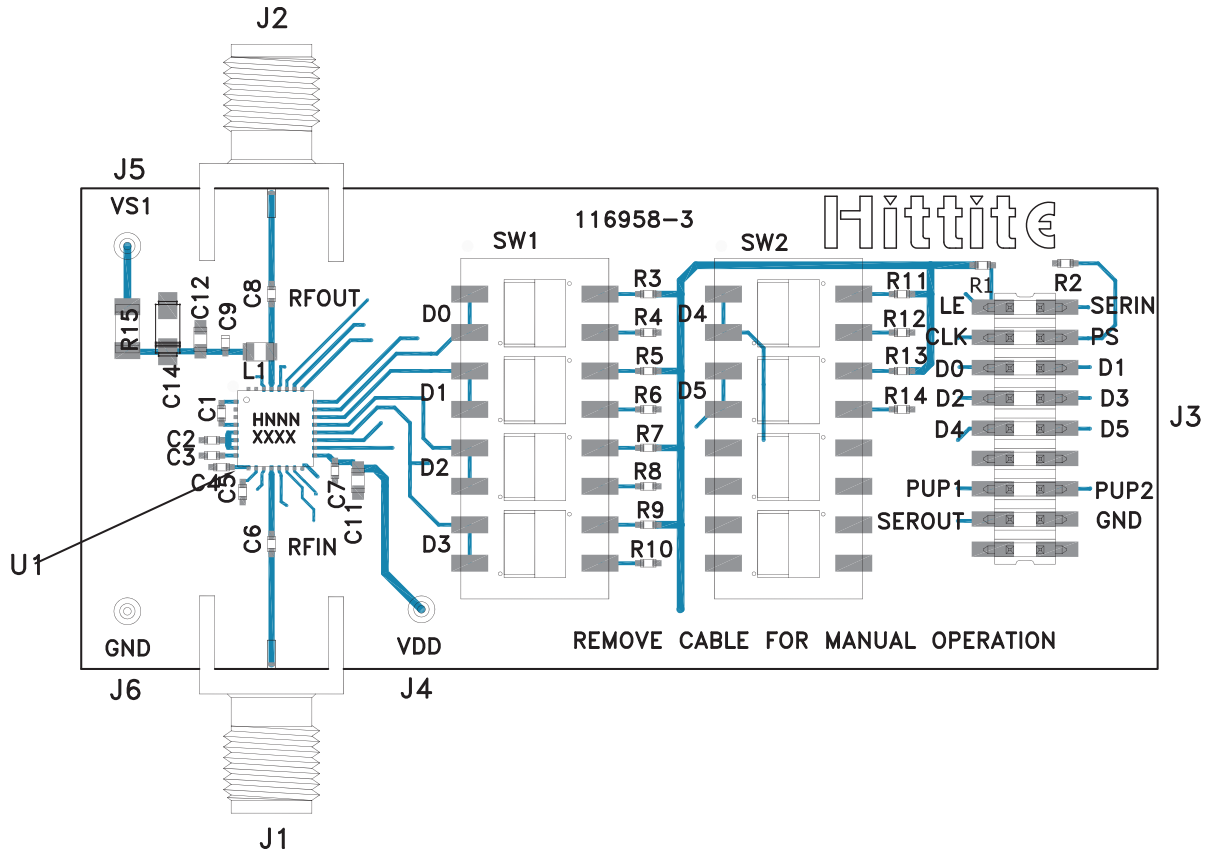 J2
J5
VS1
116958-3
Hittite
SW1
SW2
R15
C14
C12
C9
C8
RFOUT
L1
D0
D1
D2
D3
R3
R4
R5
R6
R7
R8
R9
R10
D4
D5
R11
R12
R13
R14
R1
R2
LE
SERIN
CLK
PS
D0
D1
D2
D3
D4
D5
PUP1
PUP2
SEROUT
GND
J3
C1
HNNN
XXXX
C2
C3
C4
C5
C7
C11
C6
RFIN
U1
GND
VDD
REMOVE CABLE FOR MANUAL OPERATION
J6
J4
J1